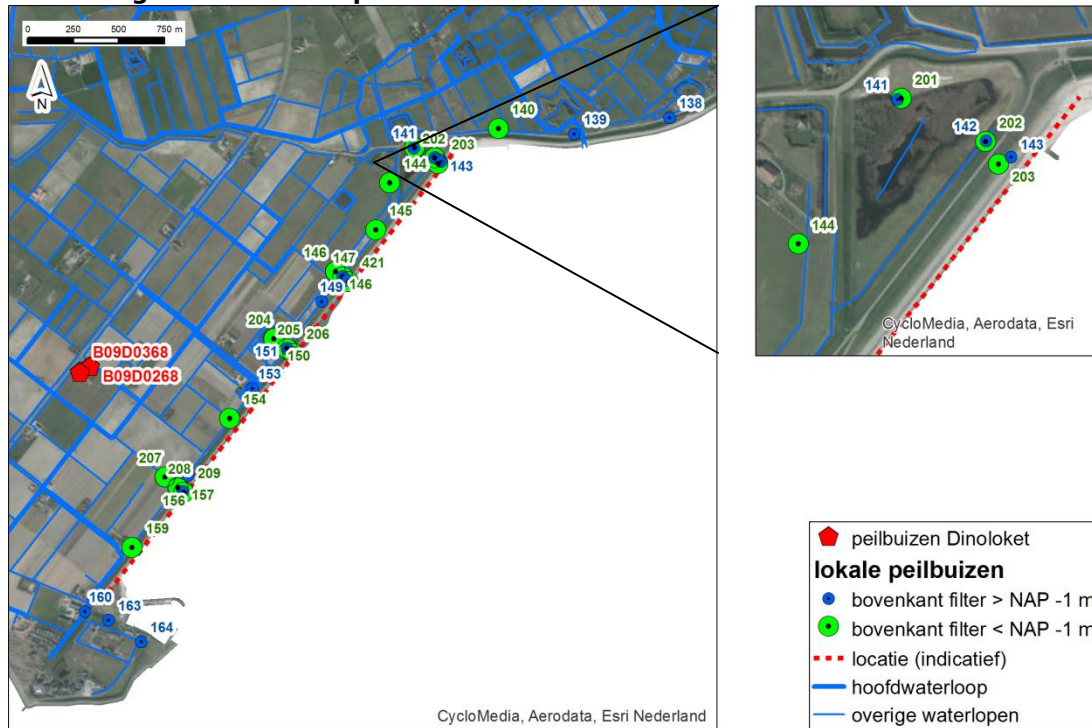 0 250 500 750 m
N
138
140
139
141
202
203
144
143
145
146
147
421
146
149
204
205
206
151
150
B09D0368
B09D0268
153
154
207
208
209
156
157
159
160
163
164
CycloMedia, Aerodata, Esri Nederland
141
201
142
202
143
203
144
CycloMedia, Aerodata, Esri
Nederland
peilbuizen Dinoloket
lokale peilbuizen
bovenkant filter > NAP -1 m
bovenkant filter < NAP -1 m
locatie (indicatief)
hoofdwaterloop
overige waterlopen